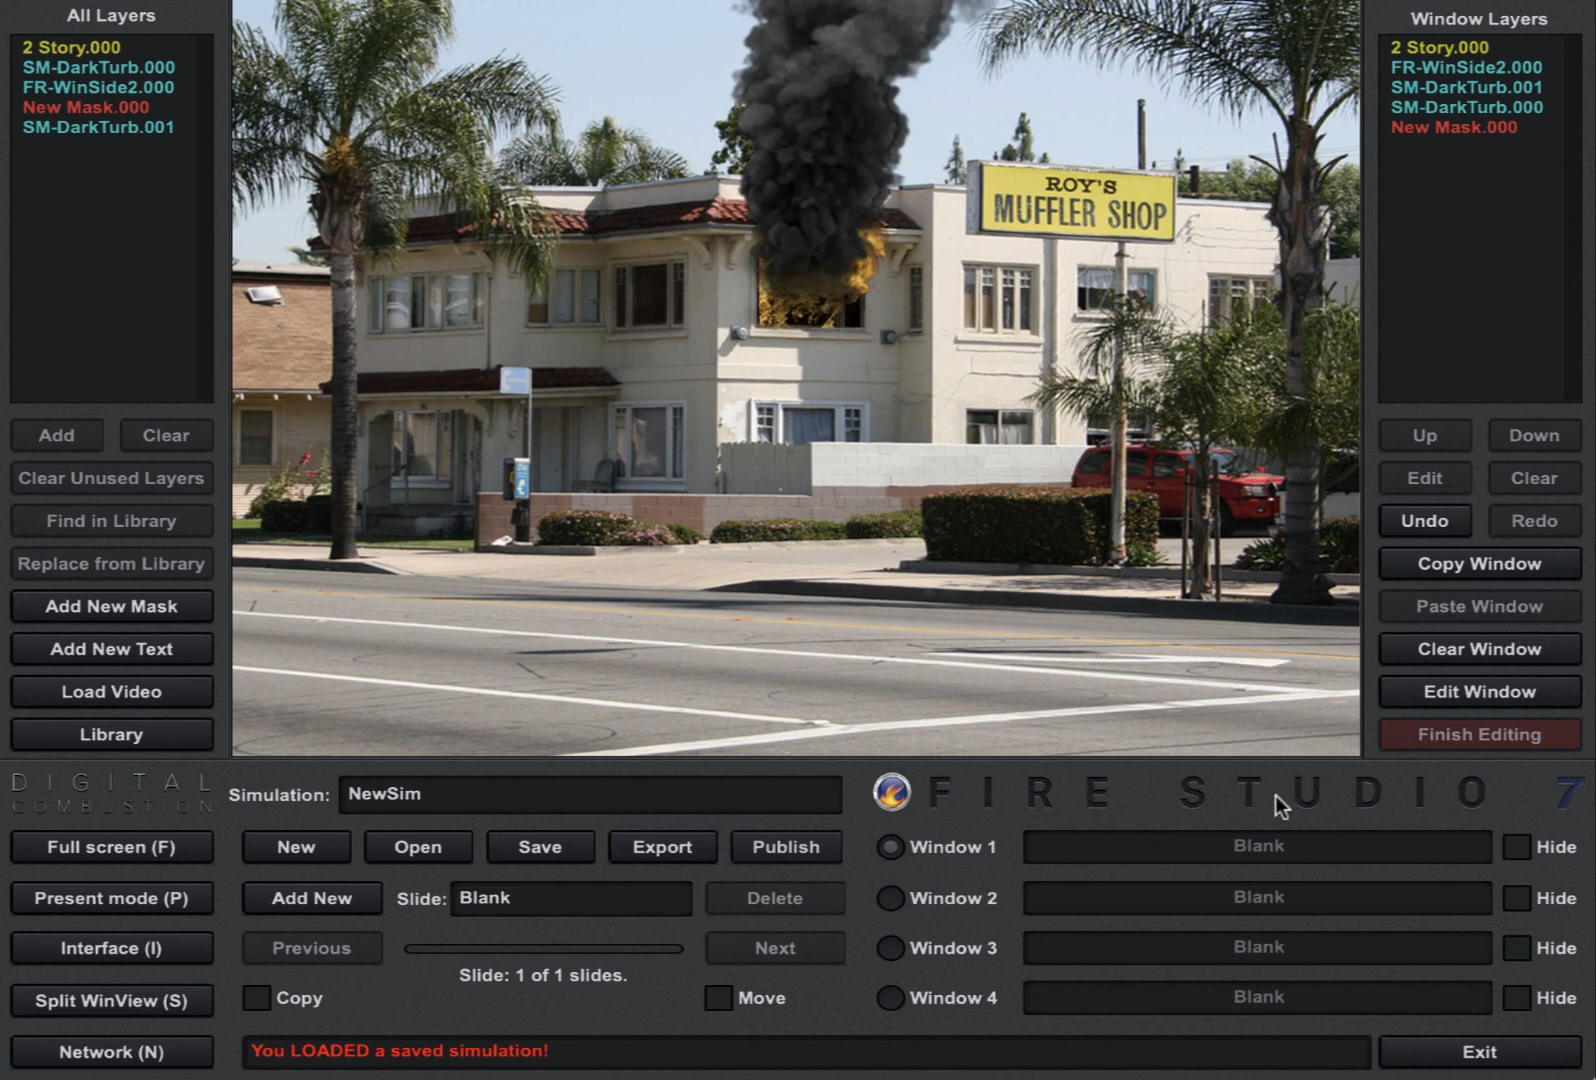 All Layers
2 Story.000
SM-DarkTurb.000
FR-WinSide2.000
New Mask.000
SM-DarkTurb.001
Add
Clear
Clear Unused Layers
Find in Library
Replace from Library
Add New Mask
Add New Text
Load Video
Library
ROY'S
MUFFLER SHOP
Window Layers
2 Story.000
FR-WinSide2.000
SM-DarkTurb.001
SM-DarkTurb.000
New Mask.000
Up
Down
Edit
Clear
Undo
Redo
Copy Window
Paste Window
Clear Window
Edit Window
Finish Editing
DIGITAL
COMBUSTION
Full screen (F)
Present mode (P)
Interface (I)
Split WinView (S)
Network (N)
Simulation: NewSim
New
Open
Save
Export
Publish
Add New
Slide: Blank
Delete
Previous
Next
Slide: 1 of 1 slides.
Copy
Move
You LOADED a saved simulation!
FIRE STUDIO 7
Window 1
Blank
Hide
Window 2
Blank
Hide
Window 3
Blank
Hide
Window 4
Blank
Hide
Exit